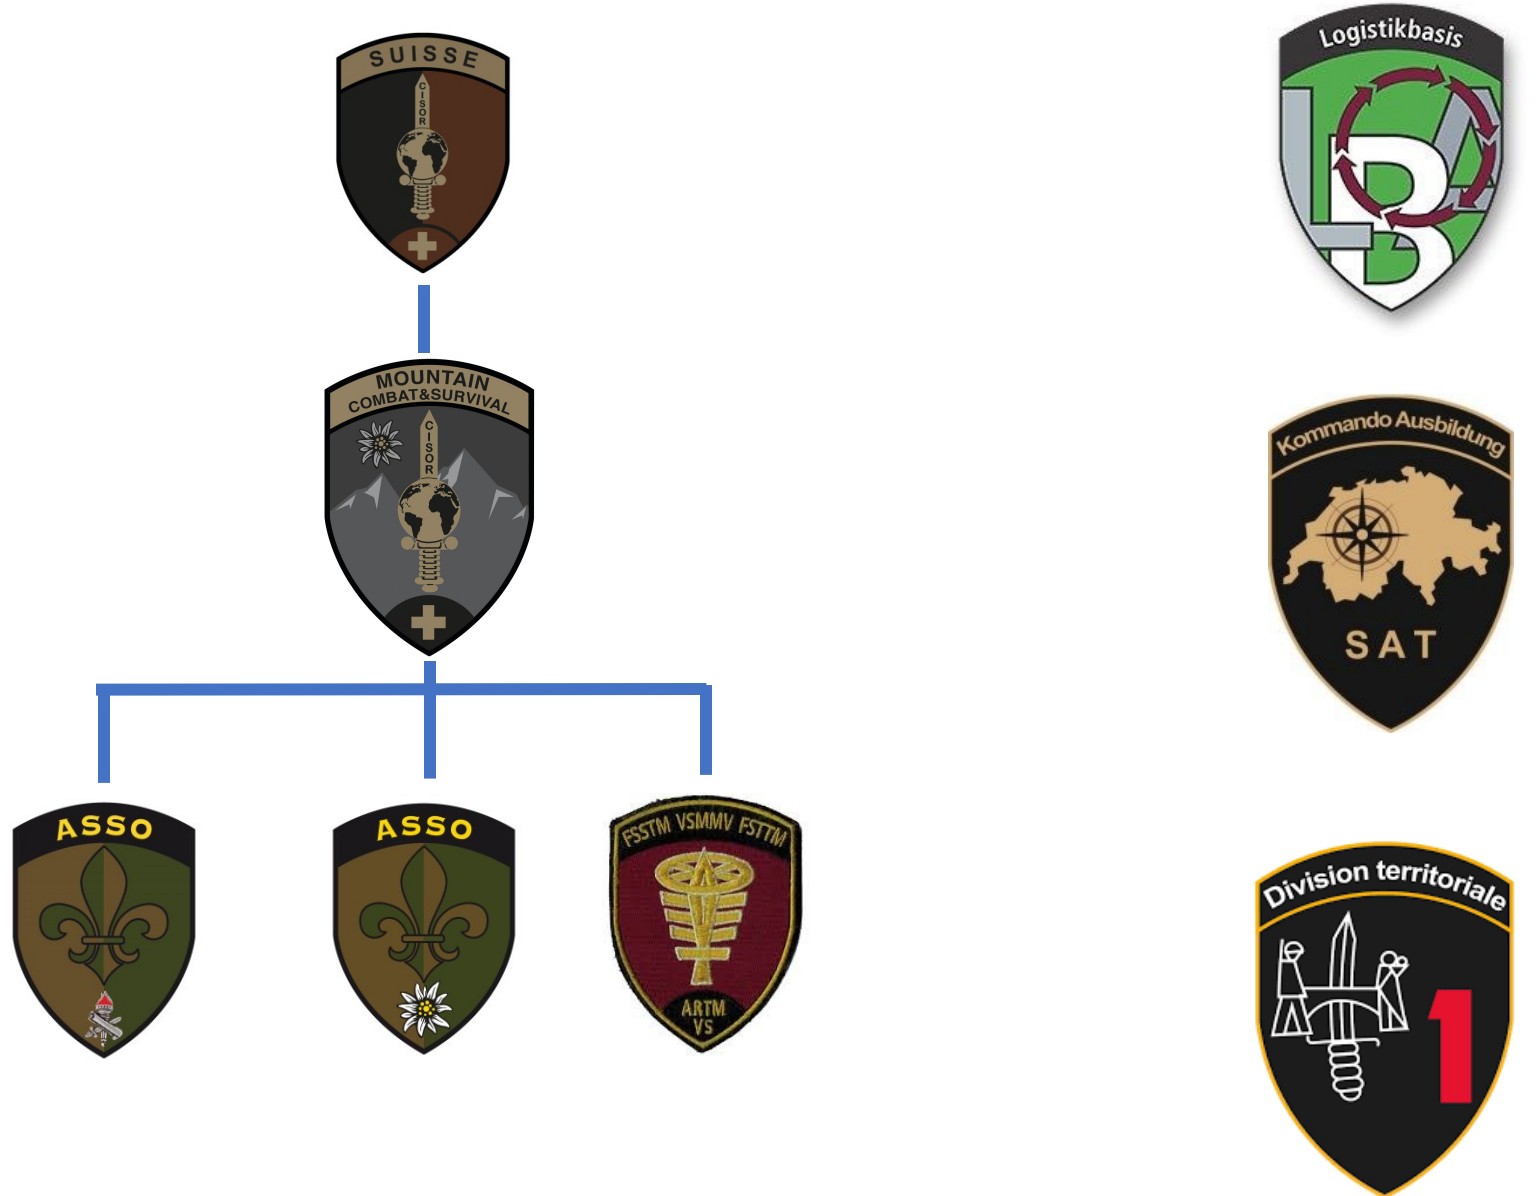 SUISSE
CISOR
MOUNTAIN
COMBAT&SURVIVAL
CISOR
ASSO
ASSO
FSSTM VSMMV FSTTM
ARTM
VS
Logistikbasis
LBA
Kommando Ausbildung
SAT
Division territoriale
1